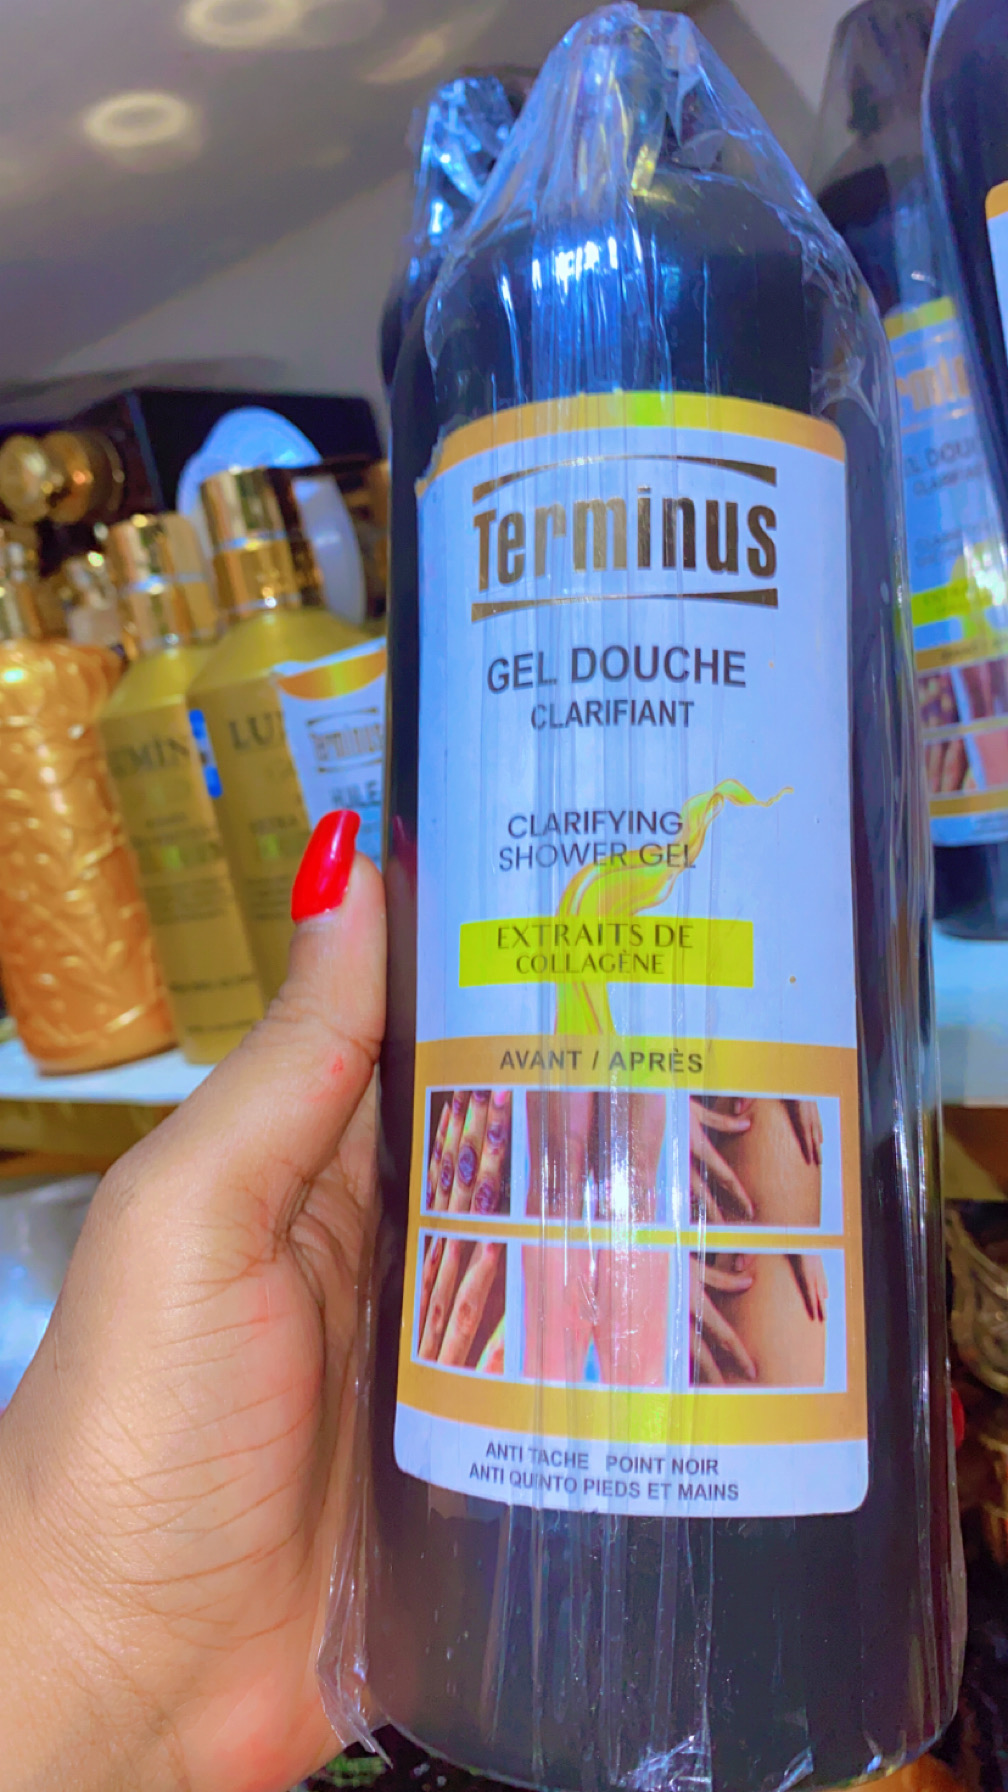 Terminus
GEL DOUCHE
CLARIFIANT
CLARIFYING
SHOWER GEL
EXTRAITS DE
COLLAGÈNE
AVANT / APRÈS
ANTI TACHE POINT NOIR
ANTI QUINTO PIEDS ET MAINS
Terminus